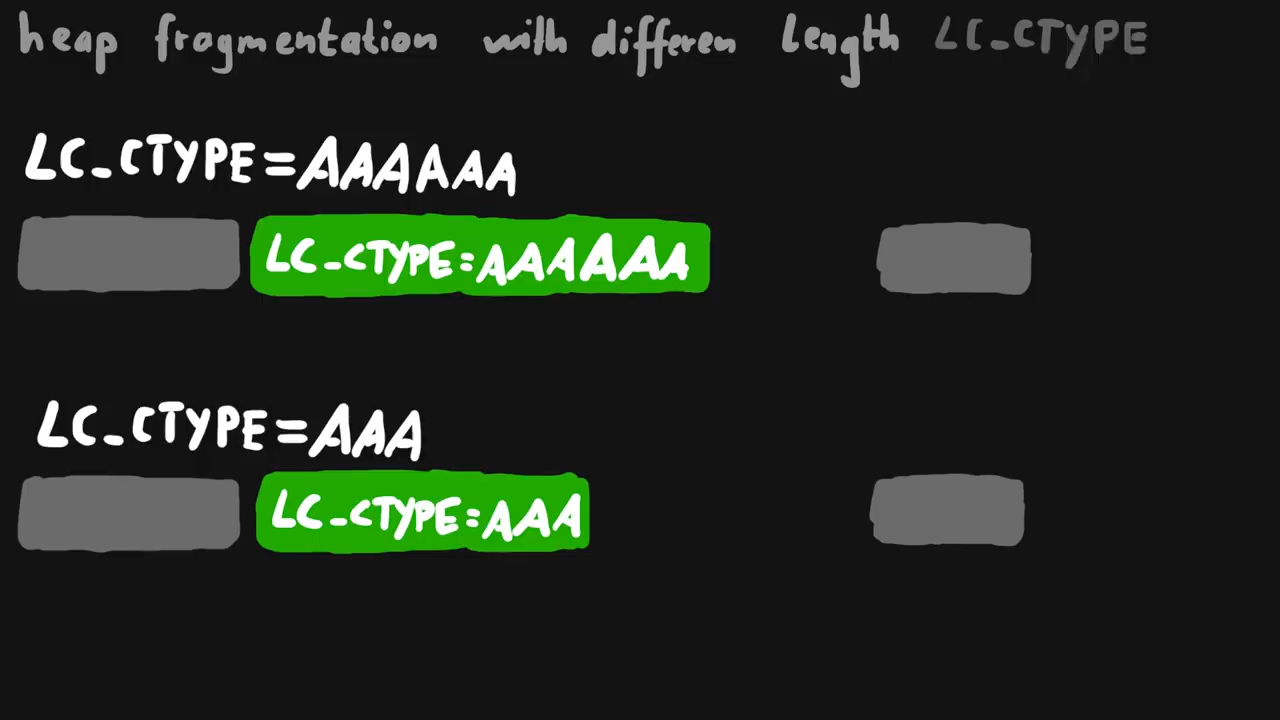 heap fragmentation with differen length LC_CTYPE
LC_CTYPE=AAAAAA
LC_CTYPE=AAAAAA
LC_CTYPE=AAA
LC_CTYPE=AAA